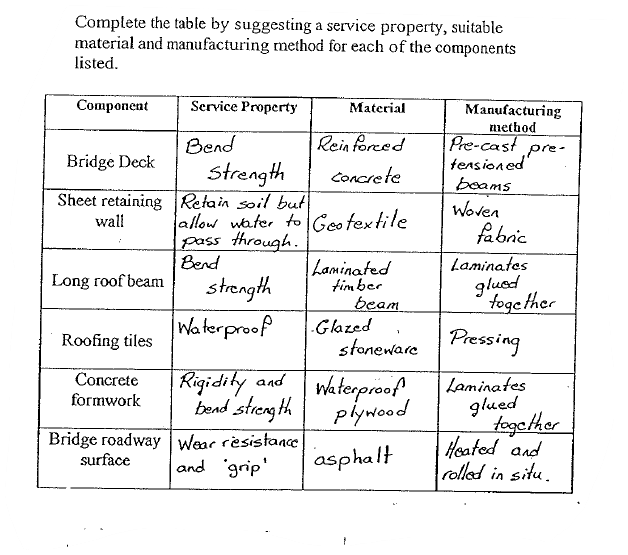 Complete the table by suggesting a service property, suitable
material and manufacturing method for each of the components
listed.
Component Service Property Material Manufacturing method
Bridge Deck
Bend
strength
Reinforced
concrete
Pre-cast pre-
tensioned
beams
Sheet retaining
wall
Retain soil but
allow water to
pass through.
Geotextile
Woven
fabric
Long roof beam
Bend
strength
Laminated
timber
beam
Laminates
glued
together
Roofing tiles
Waterproof
Glazed
stoneware
Pressing
Concrete
formwork
Rigidity and
bend strength
Waterproof
plywood
Laminates
glued
together
Bridge roadway
surface
Wear resistance
and 'grip'
asphalt
Heated and
rolled in situ.